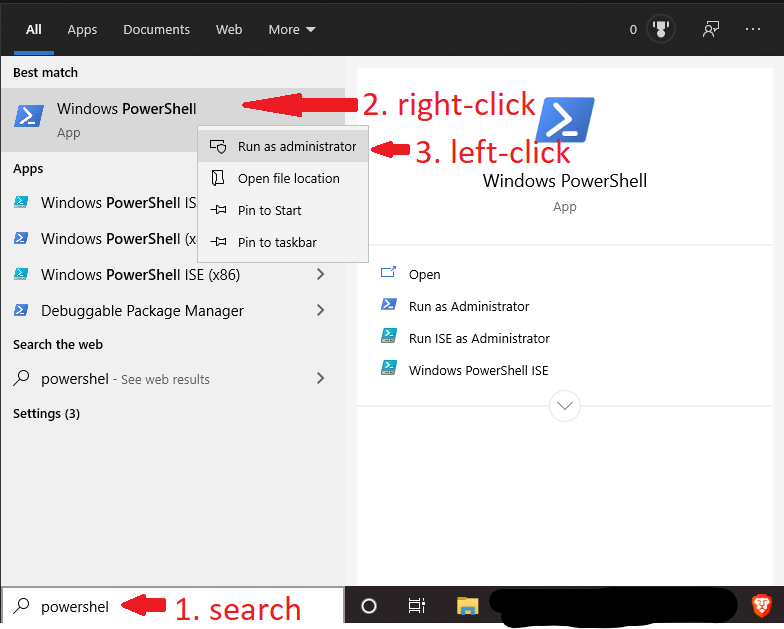 All Apps Documents Web More 0 ...
Best match
Windows PowerShell
App
2. right-click
Run as administrator
3. left-click
Open file location
Pin to Start
Pin to taskbar
Apps
Windows PowerShell IS
Windows PowerShell (x
Windows PowerShell ISE (x86)
Debuggable Package Manager
Search the web
powershel - See web results
Settings (3)
Windows PowerShell
App
Open
Run as Administrator
Run ISE as Administrator
Windows PowerShell ISE
powershel
1. search